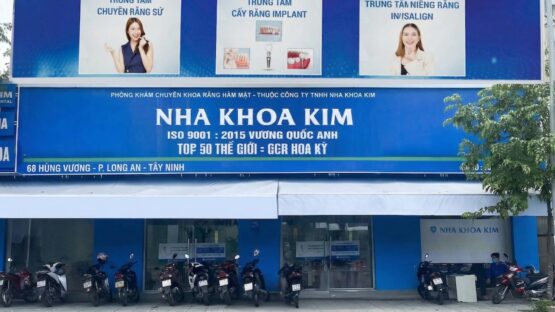 TRUNG TÂM
CHUYÊN RĂNG SỨ
TRUNG TÂM
CẤY RĂNG IMPLANT
TRUNG TÂM NIỀNG RĂNG
INVISALIGN
PHÒNG KHÁM CHUYÊN KHOA RĂNG HÀM MẶT - THUỘC CÔNG TY TNHH NHA KHOA KIM
NHA KHOA KIM
ISO 9001 : 2015 VƯƠNG QUỐC ANH
TOP 50 THẾ GIỚI - GCR HOA KỲ
68 HÙNG VƯƠNG - P. LONG AN - TÂY NINH
NHA KHOA KIM